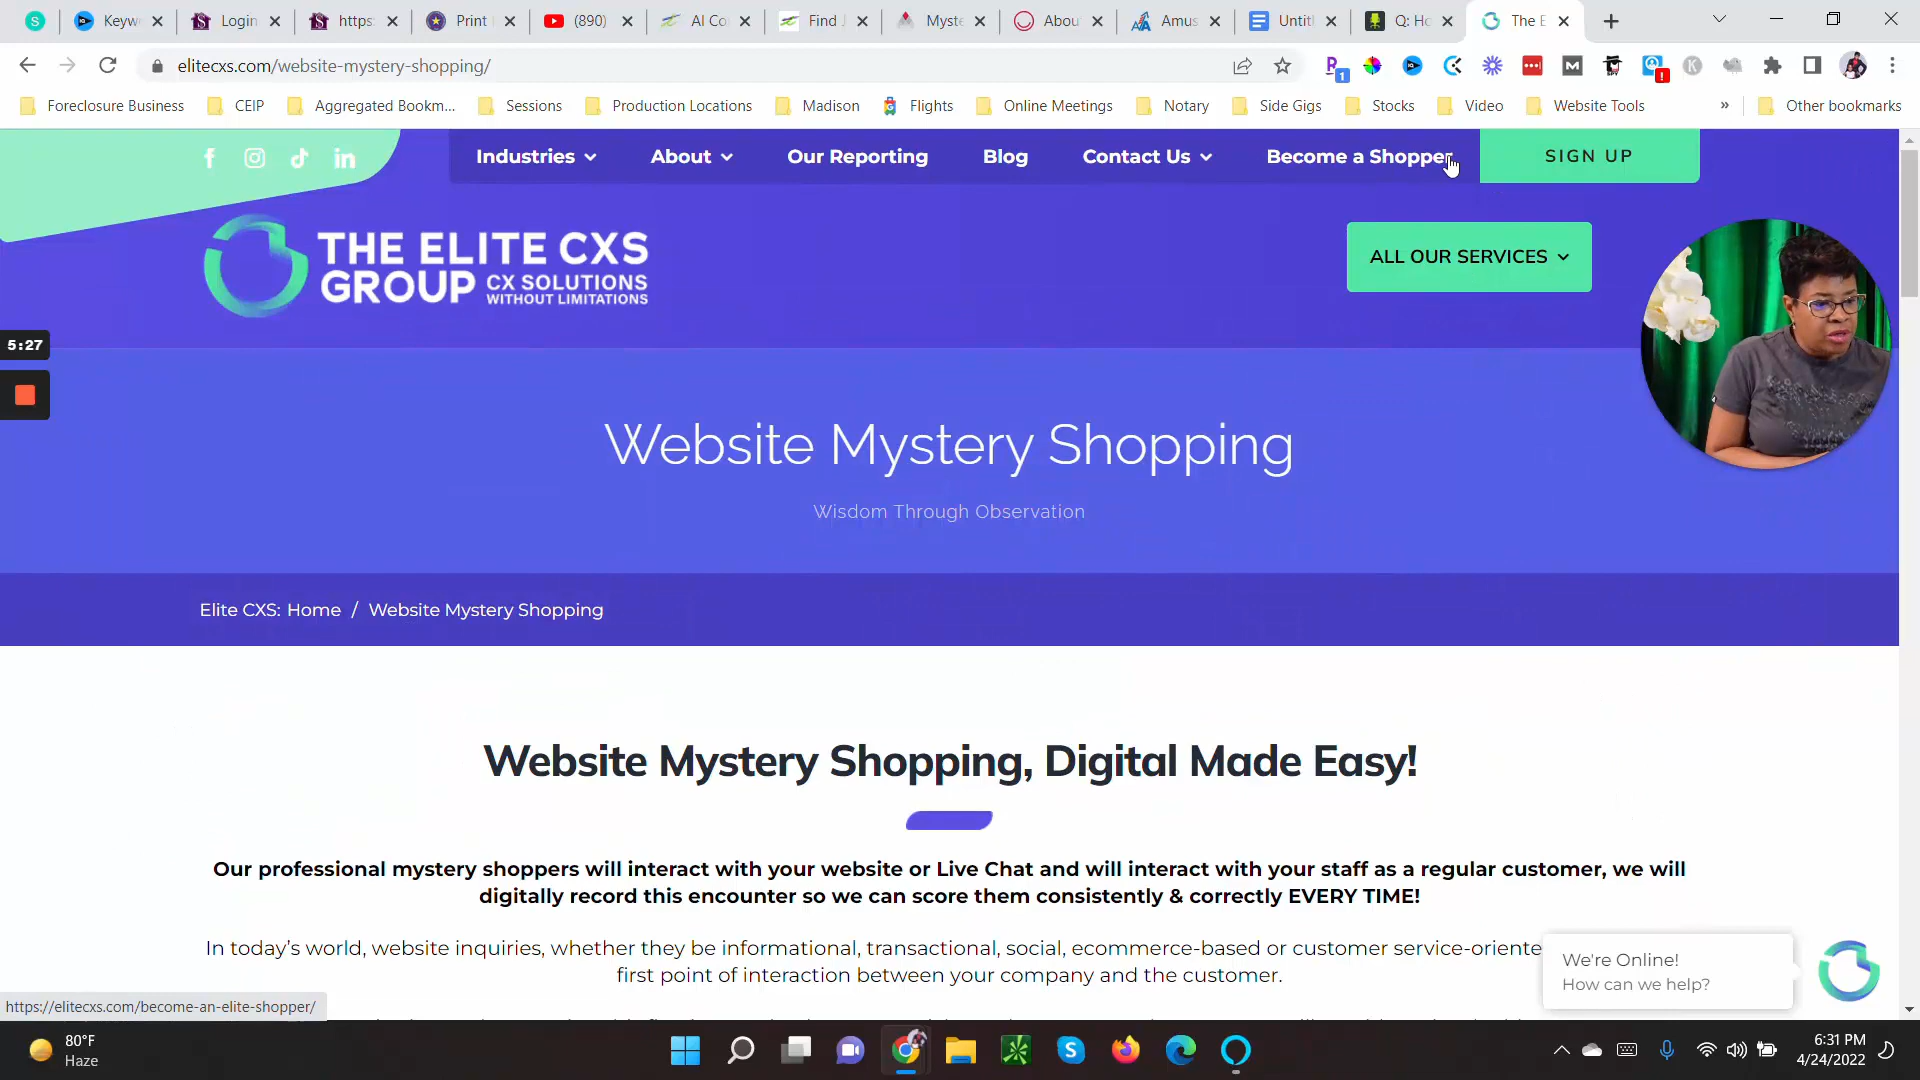 Keyw
Login
https:
Print
(890)
AI Co
Find J
Myste
Abou
Amus
Untitl
Q: Ho
The E
elitecxs.com/website-mystery-shopping/
1
Foreclosure Business
CEIP
Aggregated Bookm...
Sessions
Production Locations
Madison
Flights
Online Meetings
Notary
Side Gigs
Stocks
Video
Website Tools
»
Other bookmarks
Industries
About
Our Reporting
Blog
Contact Us
Become a Shopper
SIGN UP
THE ELITE CXS
GROUP CX SOLUTIONS
WITHOUT LIMITATIONS
ALL OUR SERVICES
5:27
Website Mystery Shopping
Wisdom Through Observation
Elite CXS: Home / Website Mystery Shopping
Website Mystery Shopping, Digital Made Easy!
Our professional mystery shoppers will interact with your website or Live Chat and will interact with your staff as a regular customer, we will
digitally record this encounter so we can score them consistently & correctly EVERY TIME!
In today's world, website inquiries, whether they be informational, transactional, social, ecommerce-based or customer service-oriente
first point of interaction between your company and the customer.
We're Online!
How can we help?
https://elitecxs.com/become-an-elite-shopper/
80°F
Haze
6:31 PM
4/24/2022